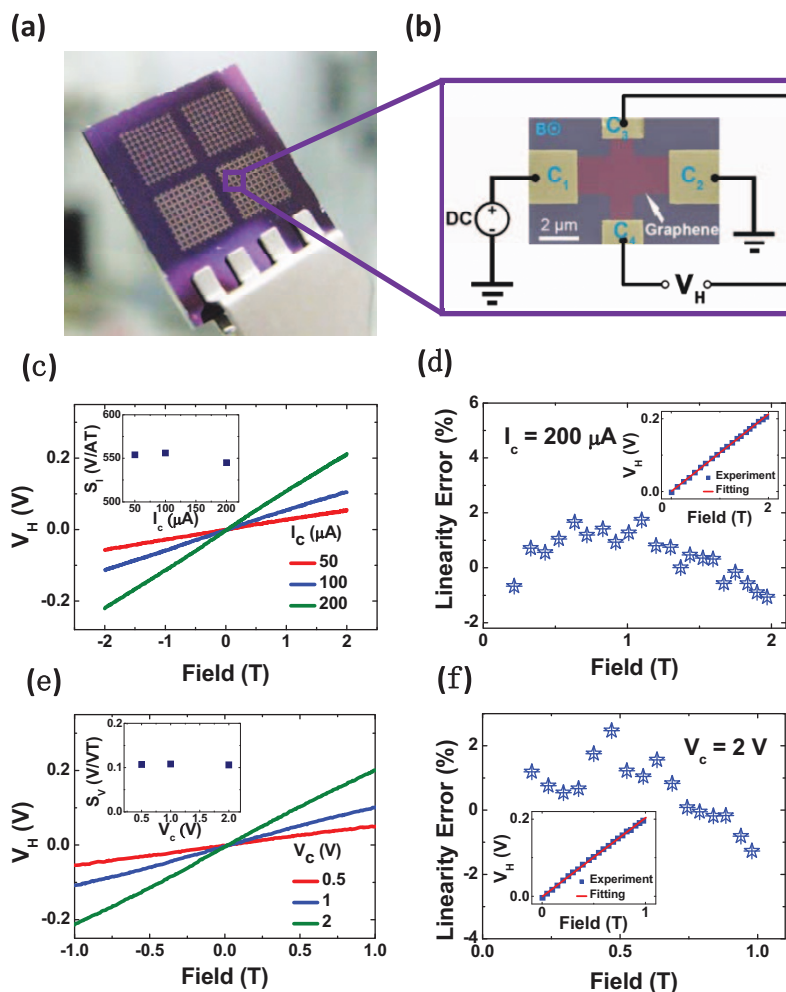 (a)
(b)
B⊙
C3
C1
C2
C4
DC
+
-
2 μm
Graphene
VH
(c)
VH (V)
0.2
0.0
-0.2
-2
-1
0
1
2
Field (T)
SI (V/AT)
600
550
500
50
100
150
200
Ic (μA)
Ic (μA)
50
100
200
(d)
Linearity Error (%)
6
4
2
0
-2
0
1
2
Field (T)
Ic = 200 μA
VH (V)
0.2
0
0
2
Experiment
Fitting
Field (T)
(e)
VH (V)
0.2
0.0
-0.2
-1.0
-0.5
0.0
0.5
1.0
Field (T)
SV (V/VT)
0.2
0.1
0.0
0.5
1.0
1.5
2.0
Vc (V)
Vc (V)
0.5
1
2
(f)
Linearity Error (%)
4
2
0
-2
-4
0.0
0.5
1.0
Field (T)
Vc = 2 V
VH (V)
0.2
0.0
0
1
Experiment
Fitting
Field (T)